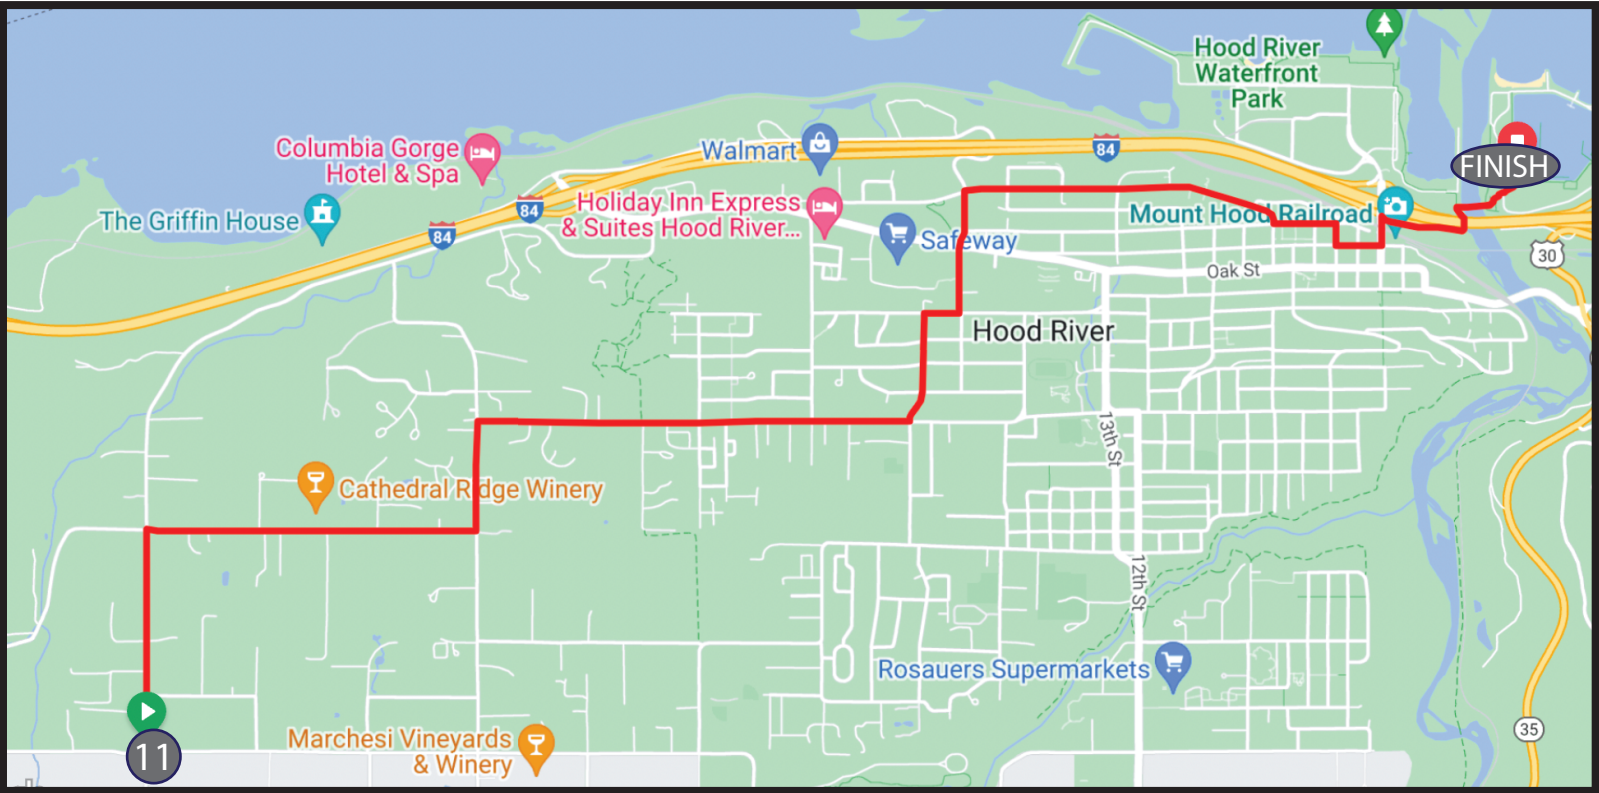 Hood River
Waterfront
Park
Columbia Gorge
Hotel & Spa
Walmart
84
FINISH
The Griffin House
84
84
Holiday Inn Express
& Suites Hood River...
Safeway
Mount Hood Railroad
30
Oak St
Hood River
13th St
Cathedral Ridge Winery
12th St
Rosauers Supermarkets
35
Marchesi Vineyards
& Winery
11